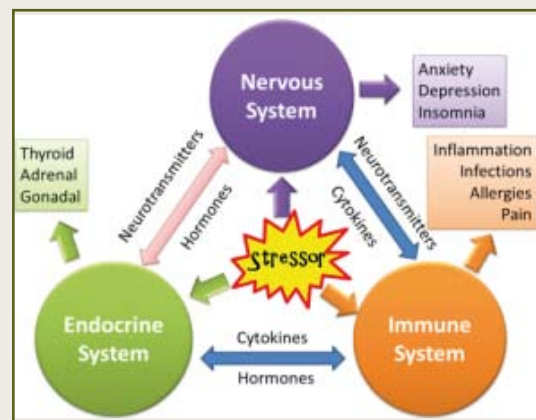 Nervous
System
Anxiety
Depression
Insomnia
Thyroid
Adrenal
Gonadal
Neurotransmitters
Hormones
Neurotransmitters
Cytokines
Inflammation
Infections
Allergies
Pain
Stressor
Endocrine
System
Cytokines
Hormones
Immune
System